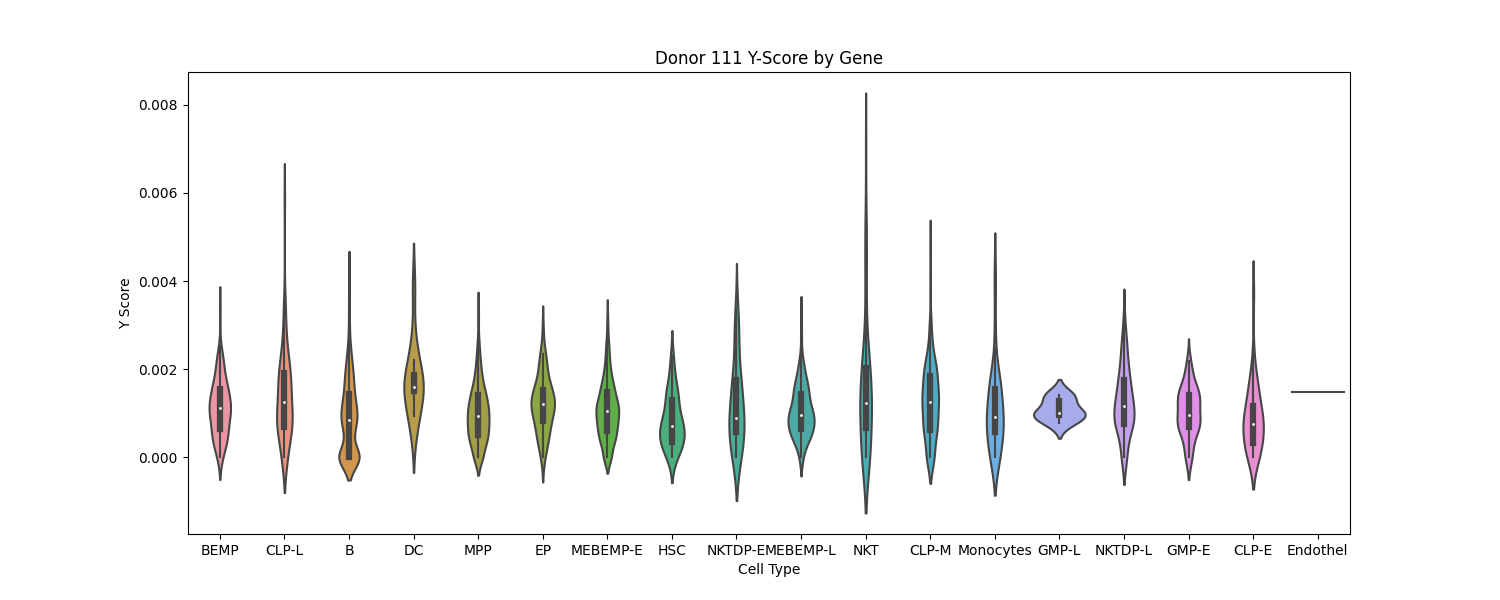 Donor 111 Y-Score by Gene
Y Score
0.008
0.006
0.004
0.002
0.000
BEMP CLP-L B DC MPP EP MEBEMP-E HSC NKTDP-E MEBEMP-L NKT CLP-M Monocytes GMP-L NKTDP-L GMP-E CLP-E Endothel
Cell Type